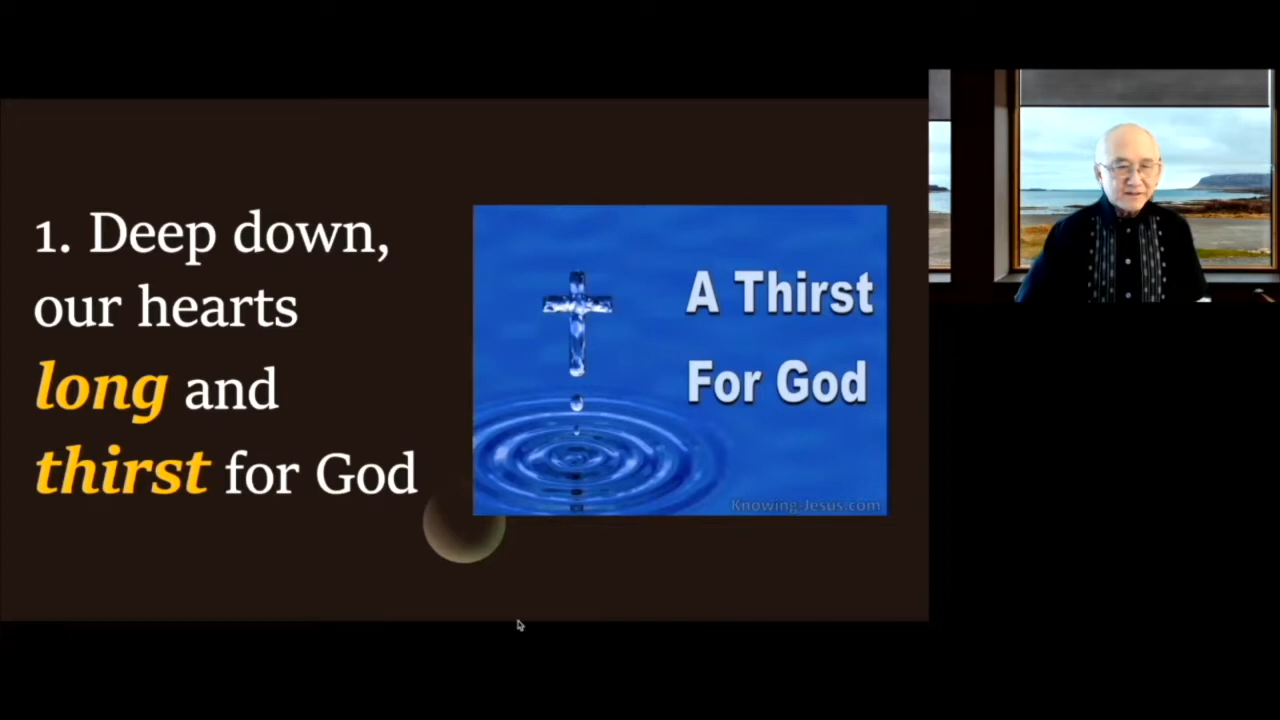 1. Deep down,
our hearts
long and
thirst for God
A Thirst
For God
Knowing-Jesus.com